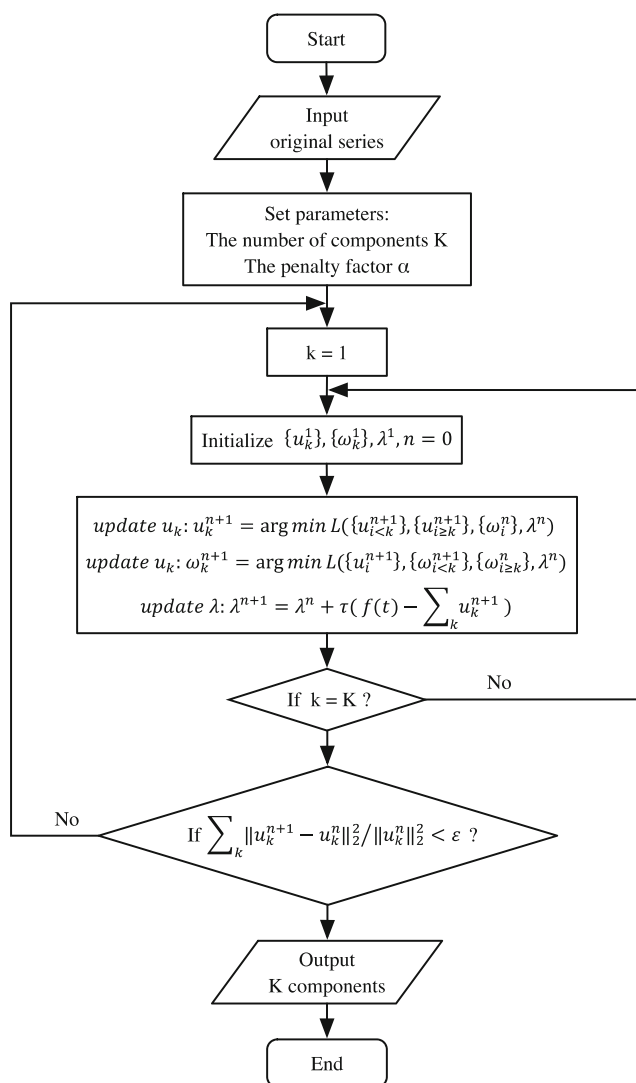 Start
Input
original series
Set parameters:
The number of components K
The penalty factor α
k = 1
Initialize {u_k^1}, {ω_k^1}, λ^1, n = 0
update u_k: u_k^{n+1} = arg min L({u_{i<k}^{n+1}}, {u_{i≥k}^{n+1}}, {ω_i^n}, λ^n)
update u_k: ω_k^{n+1} = arg min L({u_i^{n+1}}, {ω_{i<k}^{n+1}}, {ω_{i≥k}^n}, λ^n)
update λ: λ^{n+1} = λ^n + τ( f(t) − ∑_k u_k^{n+1} )
If k = K ?
No
No
If ∑_k ‖u_k^{n+1} − u_k^n‖_2^2/‖u_k^n‖_2^2 < ε ?
Output
K components
End